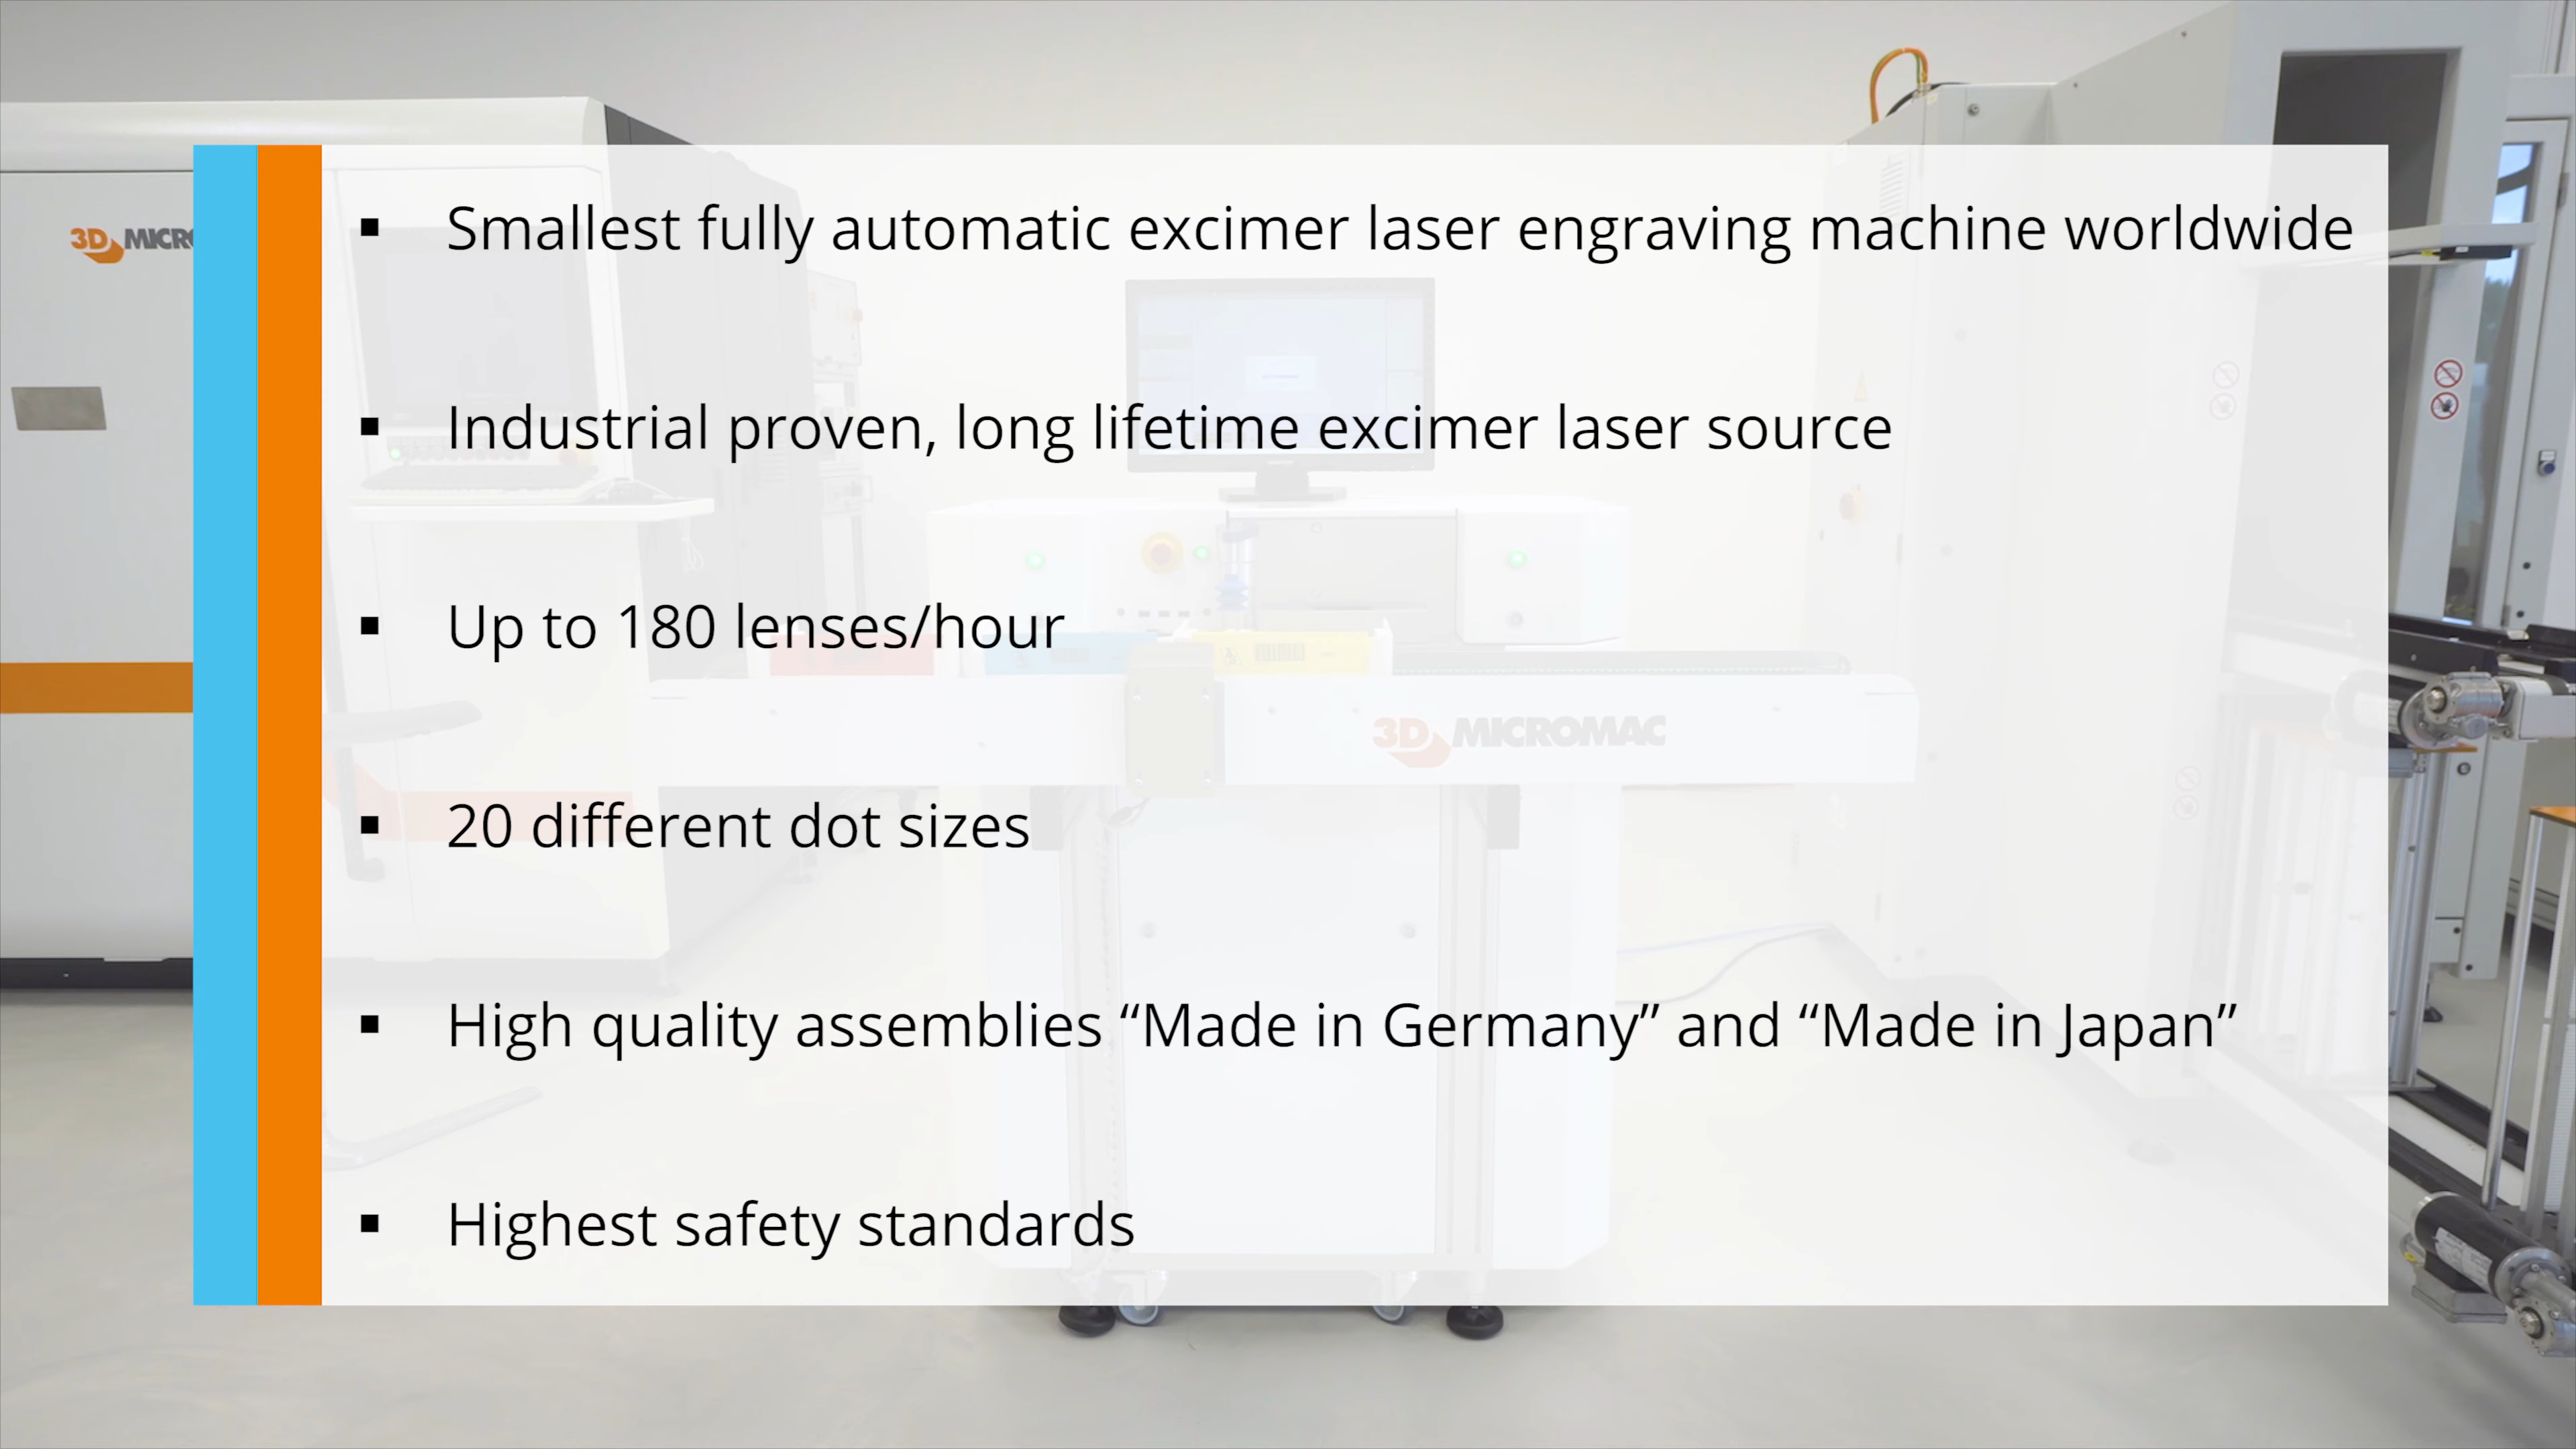 3D MICRO
▪ Smallest fully automatic excimer laser engraving machine worldwide
▪ Industrial proven, long lifetime excimer laser source
▪ Up to 180 lenses/hour
3D MICROMAC
▪ 20 different dot sizes
▪ High quality assemblies “Made in Germany” and “Made in Japan”
▪ Highest safety standards